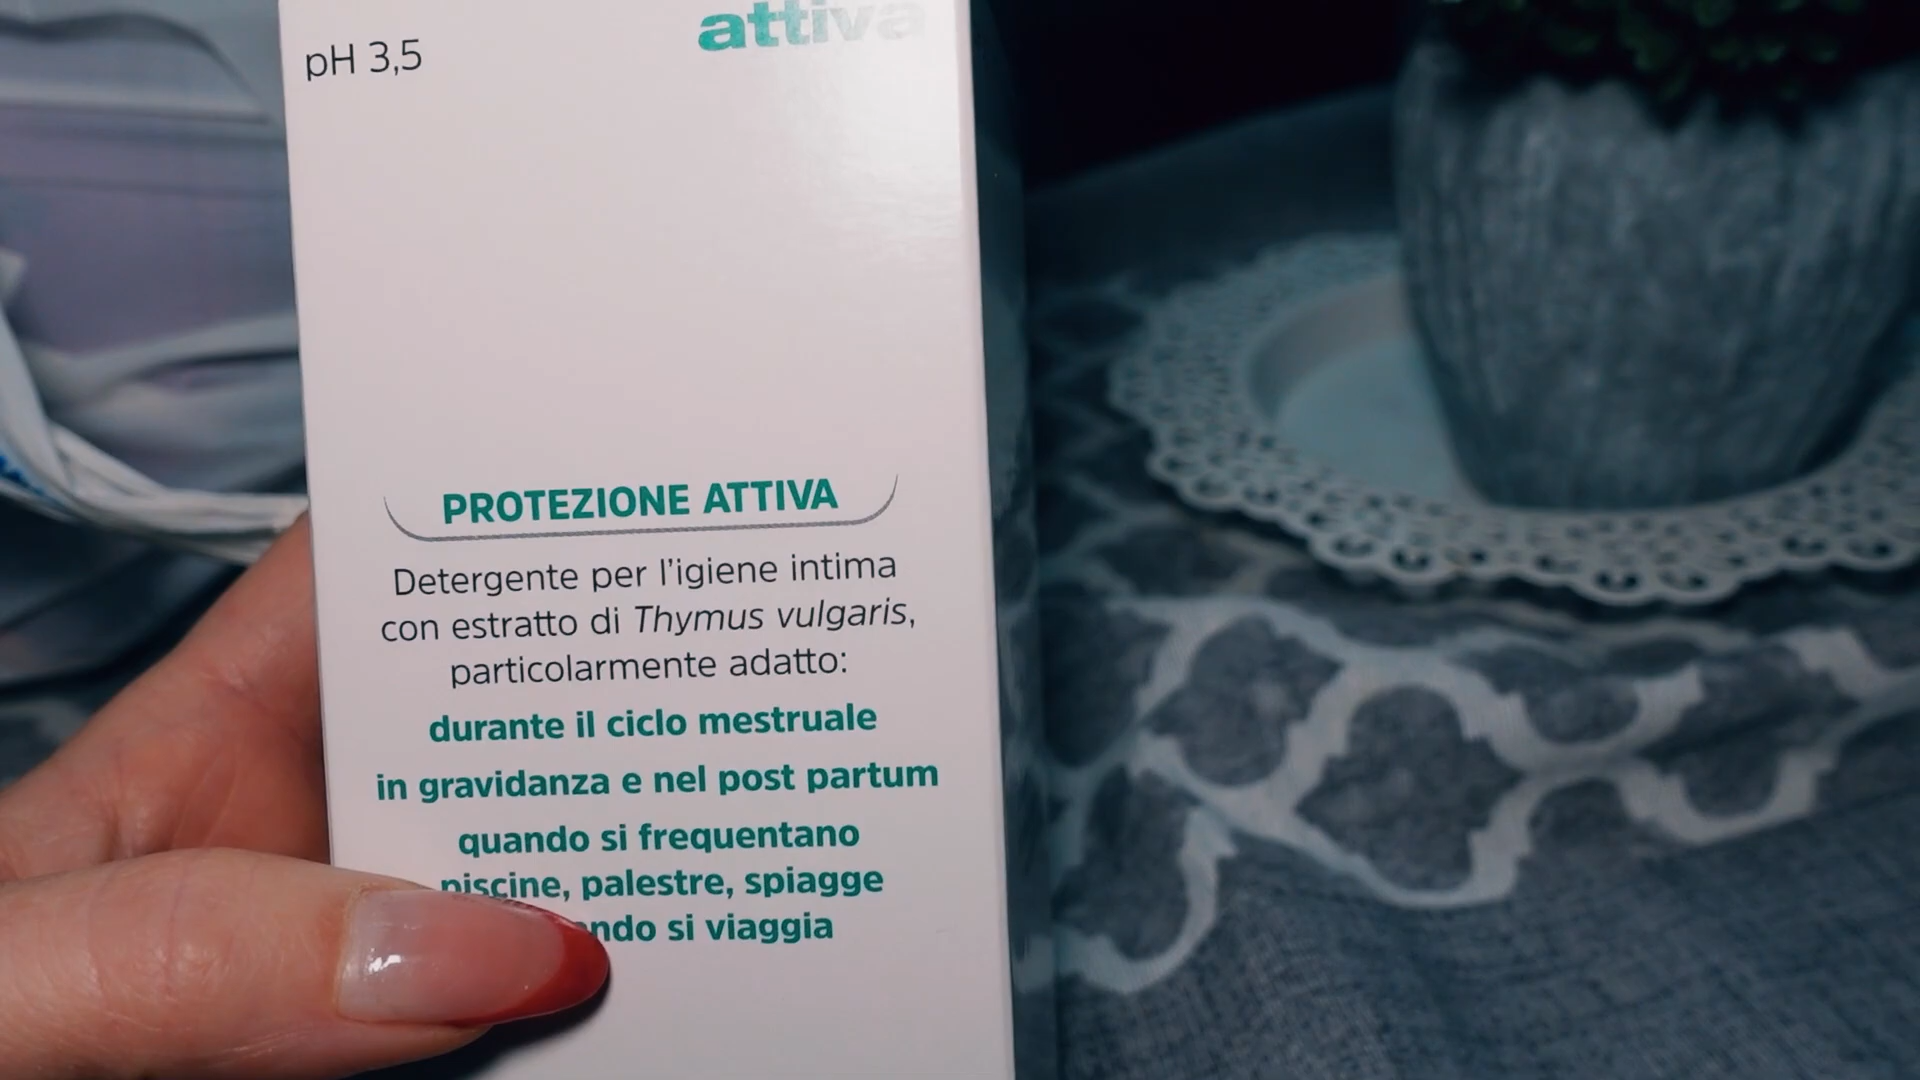 pH 3,5
attiva
PROTEZIONE ATTIVA
Detergente per l'igiene intima
con estratto di Thymus vulgaris,
particolarmente adatto:
durante il ciclo mestruale
in gravidanza e nel post partum
quando si frequentano
piscine, palestre, spiagge
si viaggia